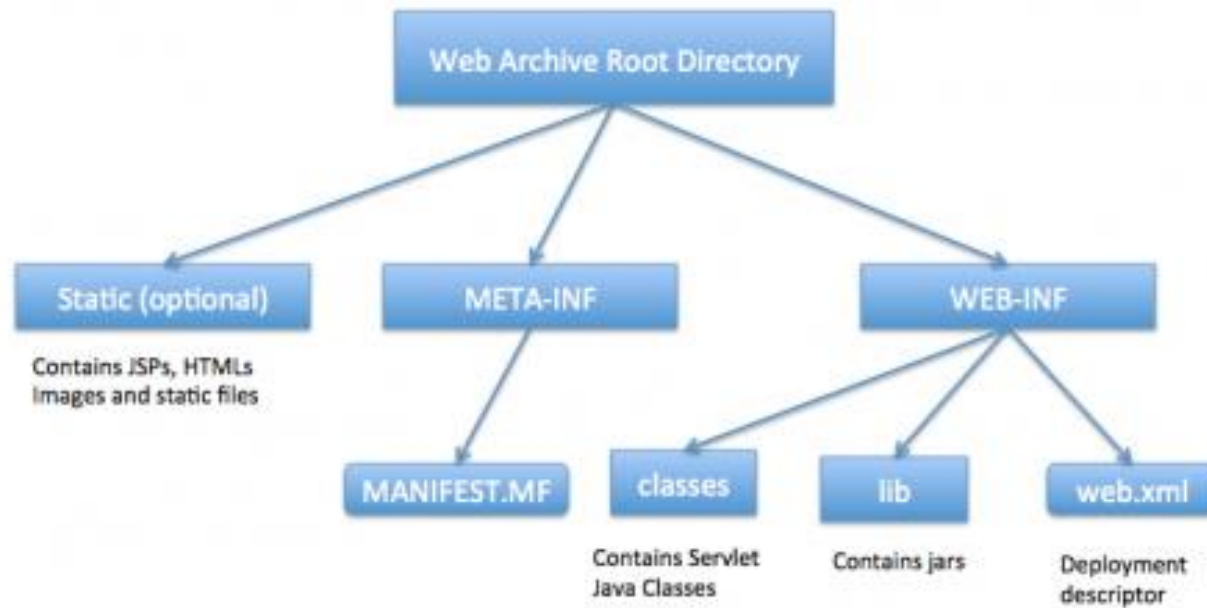 Web Archive Root Directory
Static (optional)
META-INF
WEB-INF
Contains JSPs, HTMLs
Images and static files
MANIFEST.MF
classes
lib
web.xml
Contains Servlet
Java Classes
Contains jars
Deployment
descriptor